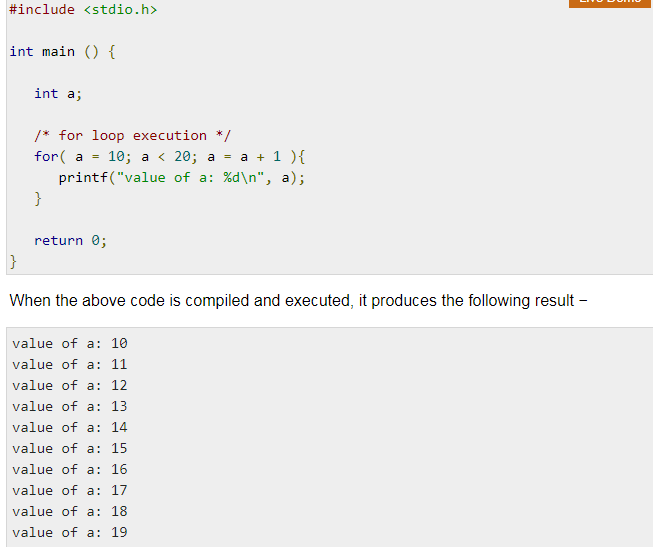 #include <stdio.h>
int main () {
int a;
/* for loop execution */
for( a = 10; a < 20; a = a + 1 ){
printf("value of a: %d\n", a);
}
return 0;
}
When the above code is compiled and executed, it produces the following result −
value of a: 10
value of a: 11
value of a: 12
value of a: 13
value of a: 14
value of a: 15
value of a: 16
value of a: 17
value of a: 18
value of a: 19